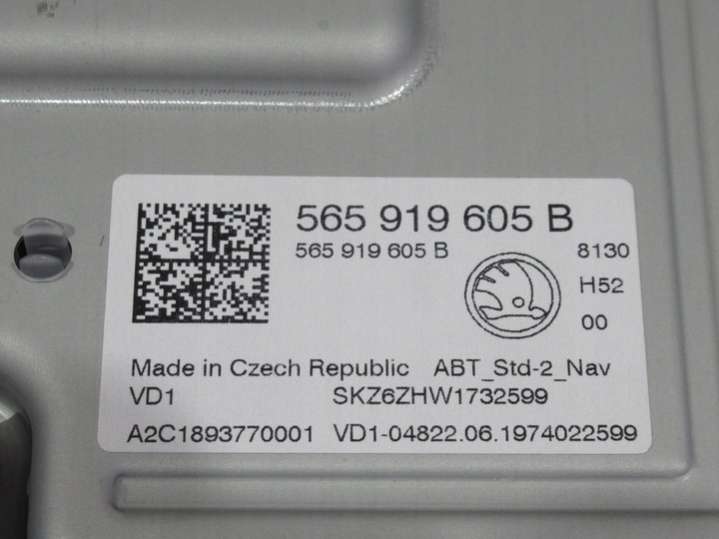 565 919 605 B
565 919 605 B 8130
H52
00
Made in Czech Republic ABT_Std-2_Nav
VD1 SKZ6ZHW1732599
A2C1893770001 VD1-04822.06.1974022599